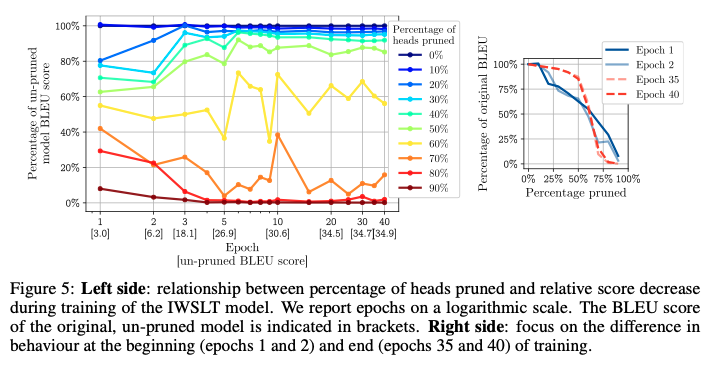 Percentage of un-pruned
model BLEU score
100%
80%
60%
40%
20%
0%
1
2
3
5
10
20
30
40
[3.0]
[6.2]
[18.1]
[26.9]
[30.6]
[34.5]
[34.7]
[34.9]
Epoch
[un-pruned BLEU score]
Percentage of
heads pruned
0%
10%
20%
30%
40%
50%
60%
70%
80%
90%
Percentage of original BLEU
100%
75%
50%
25%
0%
0%
25%
50%
75%
100%
Percentage pruned
Epoch 1
Epoch 2
Epoch 35
Epoch 40
Figure 5: Left side: relationship between percentage of heads pruned and relative score decrease
during training of the IWSLT model. We report epochs on a logarithmic scale. The BLEU score
of the original, un-pruned model is indicated in brackets. Right side: focus on the difference in
behaviour at the beginning (epochs 1 and 2) and end (epochs 35 and 40) of training.